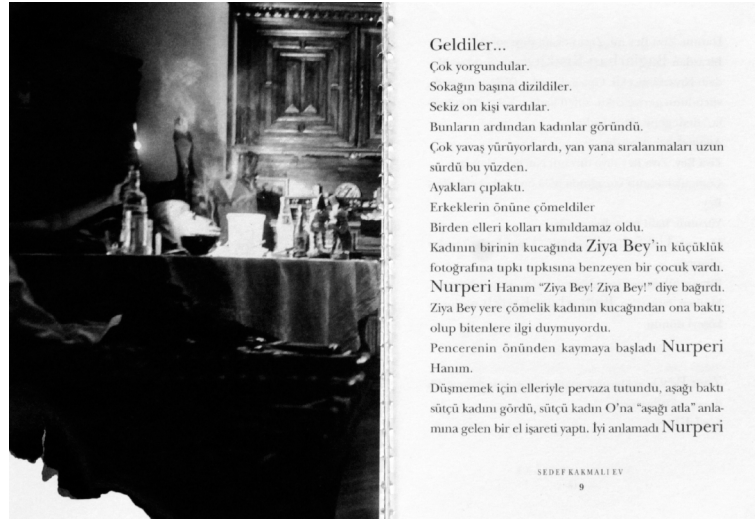 Geldiler...
Çok yorgundular.
Sokağın başına dizildiler.
Sekiz on kişi vardılar.
Bunların ardından kadınlar göründü.
Çok yavaş yürüyorlardı, yan yana sıralanmaları uzun
sürdü bu yüzden.
Ayakları çıplaktı.
Erkeklerin önüne çömeldiler
Birden elleri kolları kımıldamaz oldu.
Kadının birinin kucağında Ziya Bey'in küçüklük
fotoğrafına tıpkı tıpkısına benzeyen bir çocuk vardı.
Nurperi Hanım “Ziya Bey! Ziya Bey!” diye bağırdı.
Ziya Bey yere çömelik kadının kucağından ona baktı;
olup bitenlere ilgi duymuyordu.
Pencerenin önünden kaymaya başladı Nurperi
Hanım.
Düşmemek için elleriyle pervaza tutundu, aşağı baktı
sütçü kadını gördü, sütçü kadın O'na “aşağı atla” anla-
mına gelen bir el işareti yaptı. İyi anlamadı Nurperi
SEDEF KAKMALI EV
9